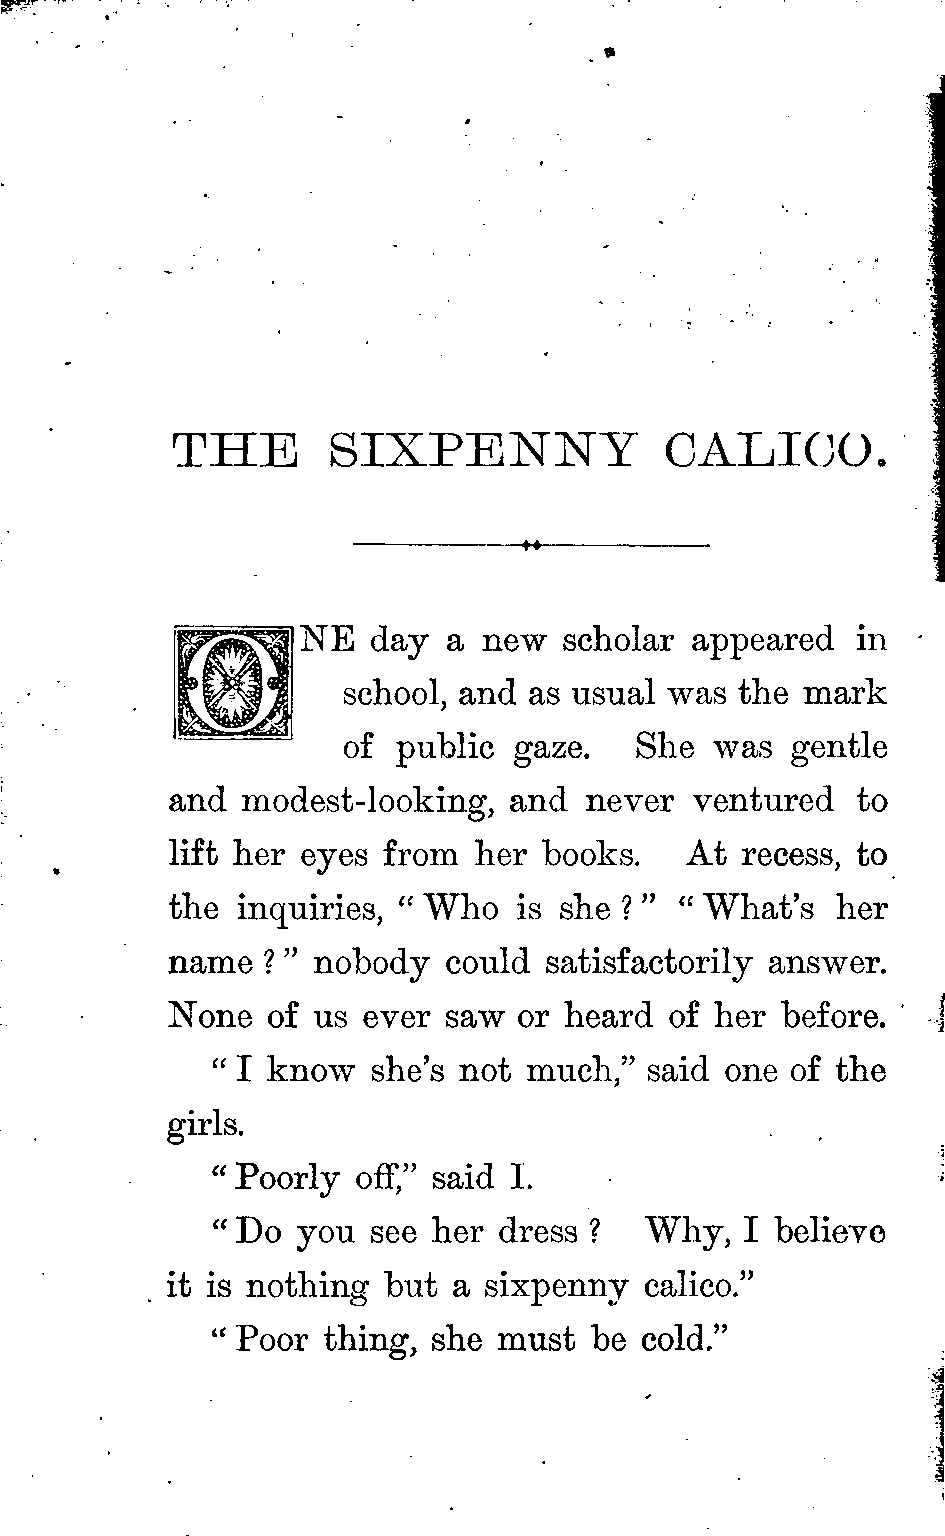 THE SIXPENNY CALICO.
ONE day a new scholar appeared in
school, and as usual was the mark
of public gaze. She was gentle
and modest-looking, and never ventured to
lift her eyes from her books. At recess, to
the inquiries, “Who is she?” “What's her
name?” nobody could satisfactorily answer.
None of us ever saw or heard of her before.
“I know she's not much,” said one of the
girls.
“Poorly off,” said I.
“Do you see her dress? Why, I believe
it is nothing but a sixpenny calico.”
“Poor thing, she must be cold.”